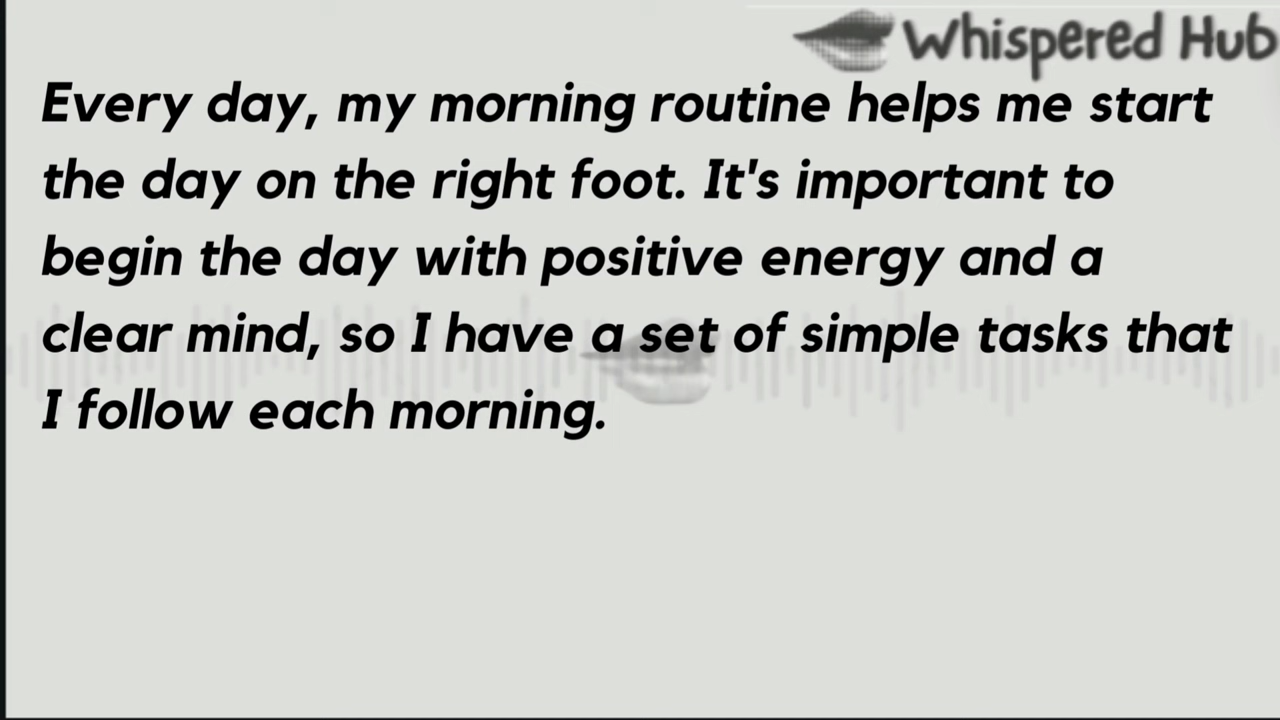 Whispered Hub
Every day, my morning routine helps me start
the day on the right foot. It's important to
begin the day with positive energy and a
clear mind, so I have a set of simple tasks that
I follow each morning.